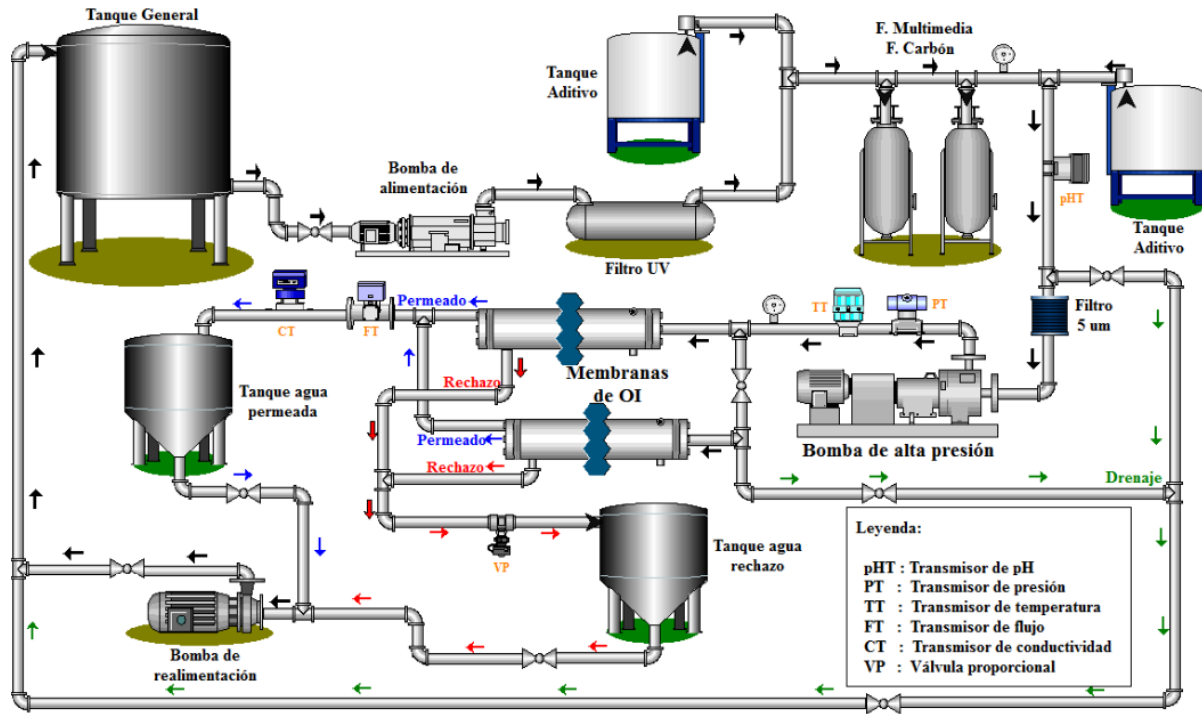 Tanque General
Tanque
Aditivo
F. Multimedia
F. Carbón
Bomba de
alimentación
Filtro UV
pHT
Tanque
Aditivo
CT
FT
Permeado
TT
PT
Filtro
5 um
Tanque agua
permeada
Rechazo
Membranas
de OI
Permeado
Rechazo
Bomba de alta presión
Drenaje
VP
Tanque agua
rechazo
Bomba de
realimentación
Leyenda:
pHT : Transmisor de pH
PT : Transmisor de presión
TT : Transmisor de temperatura
FT : Transmisor de flujo
CT : Transmisor de conductividad
VP : Válvula proporcional